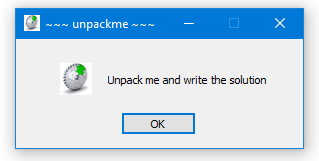 ~~~ unpackme ~~~
Unpack me and write the solution
OK